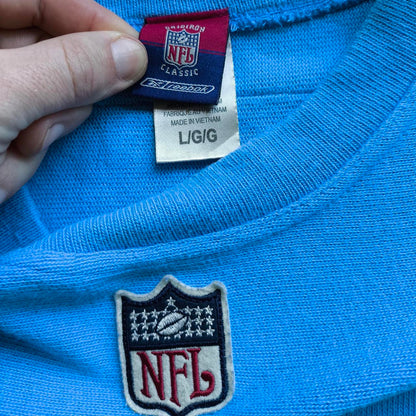 GRIDIRON
NFL
CLASSIC
Reebok
FABRIQUÉ AU VIETNAM
MADE IN VIETNAM
L/G/G
NFL